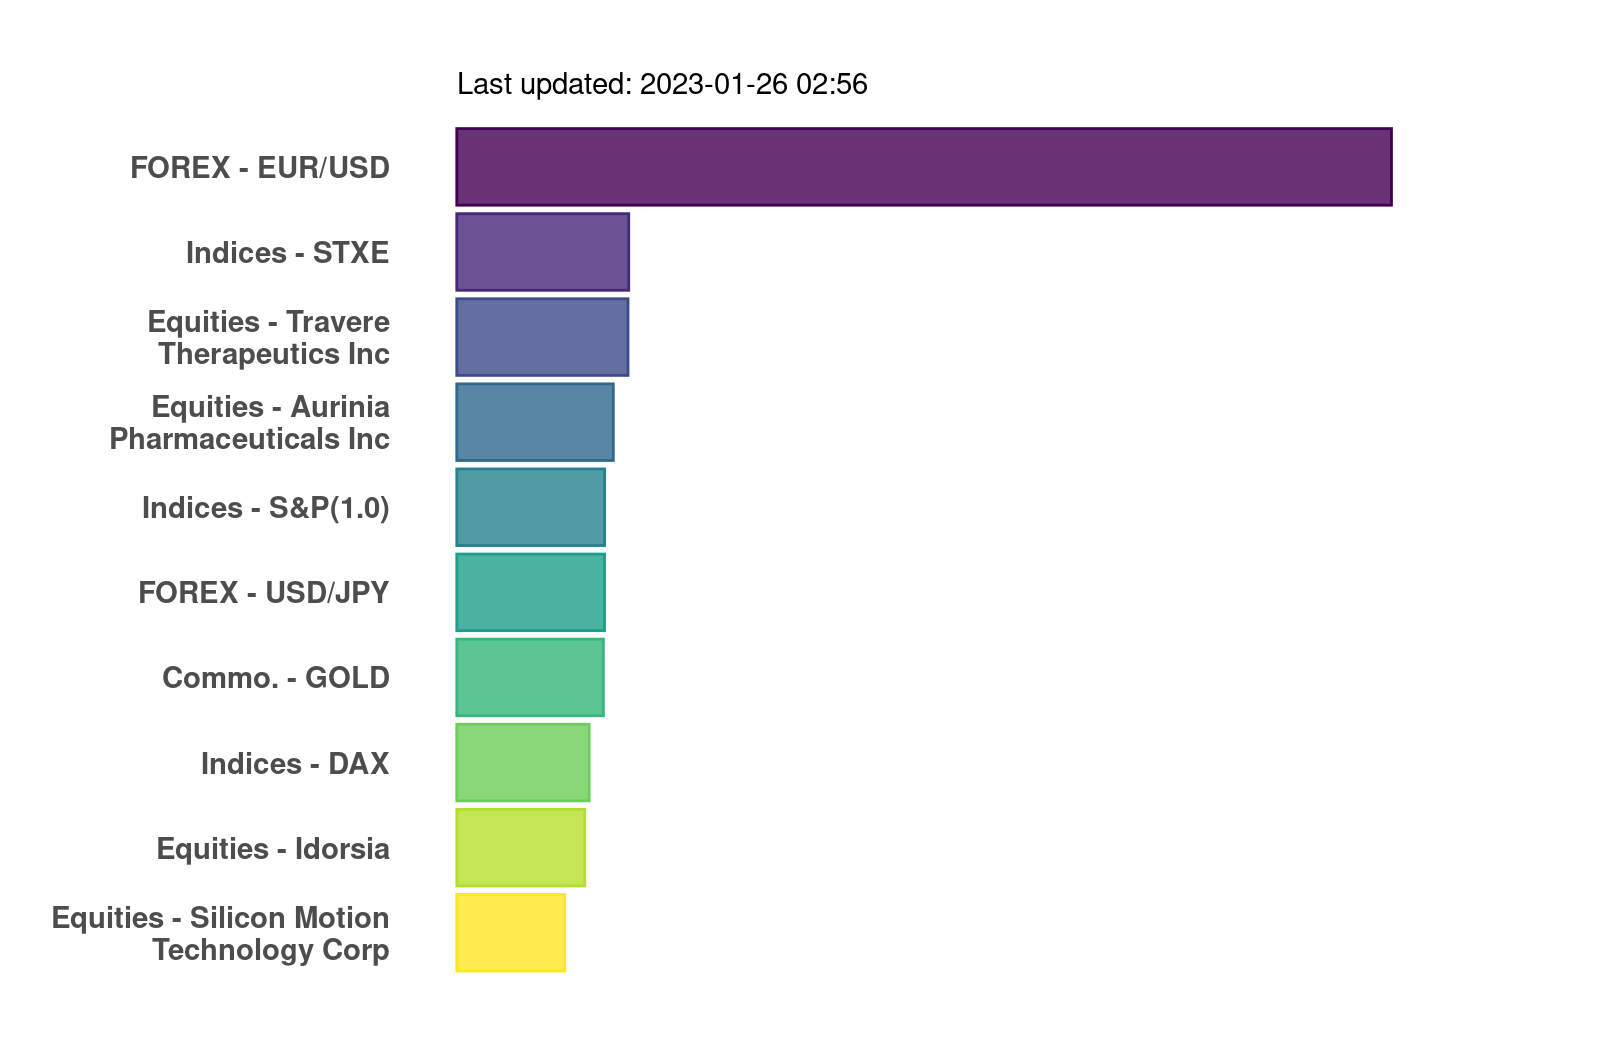 Last updated: 2023-01-26 02:56
FOREX - EUR/USD
Indices - STXE
Equities - Travere
Therapeutics Inc
Equities - Aurinia
Pharmaceuticals Inc
Indices - S&P(1.0)
FOREX - USD/JPY
Commo. - GOLD
Indices - DAX
Equities - Idorsia
Equities - Silicon Motion
Technology Corp